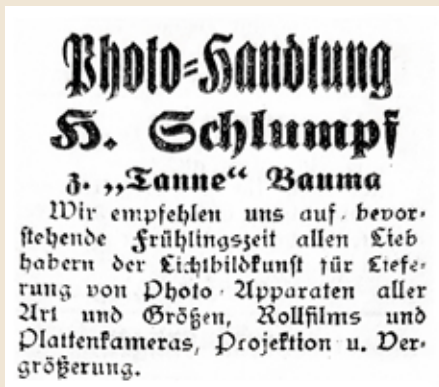 Photo-Handlung
H. Schlumpf
z. „Tanne“ Bauma
Wir empfehlen uns auf bevor-
stehende Frühlingszeit allen Lieb
habern der Lichtbildkunst für Liefe-
rung von Photo-Apparaten aller
Art und Größen, Rollfilms und
Plattenkameras, Projektion u. Ver-
größerung.